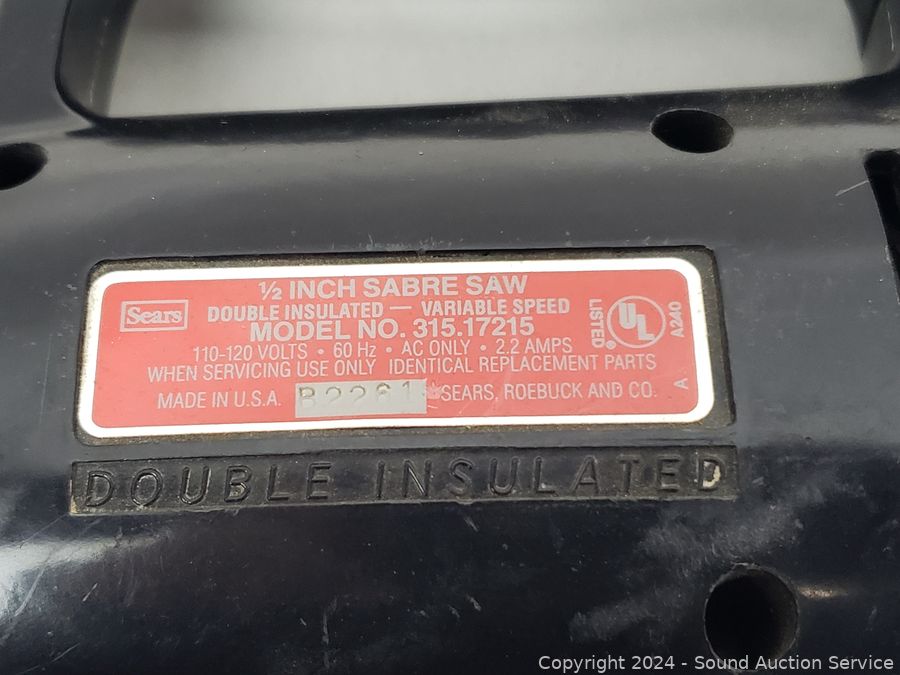 ½ INCH SABRE SAW
Sears
DOUBLE INSULATED — VARIABLE SPEED
MODEL NO. 315.17215
110-120 VOLTS • 60 Hz • AC ONLY • 2.2 AMPS
WHEN SERVICING USE ONLY IDENTICAL REPLACEMENT PARTS
MADE IN U.S.A. B2261 SEARS, ROEBUCK AND CO. A
LISTED
UL
®
A240
DOUBLE INSULATED
Copyright © 2024 - Sound Auction Service